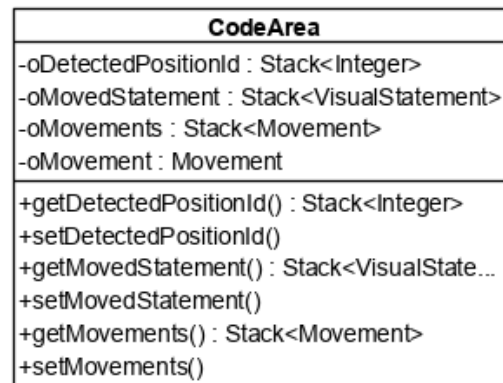 CodeArea
-oDetectedPositionId : Stack<Integer>
-oMovedStatement : Stack<VisualStatement>
-oMovements : Stack<Movement>
-oMovement : Movement
+getDetectedPositionId() : Stack<Integer>
+setDetectedPositionId()
+getMovedStatement() : Stack<VisualState...
+setMovedStatement()
+getMovements() : Stack<Movement>
+setMovements()